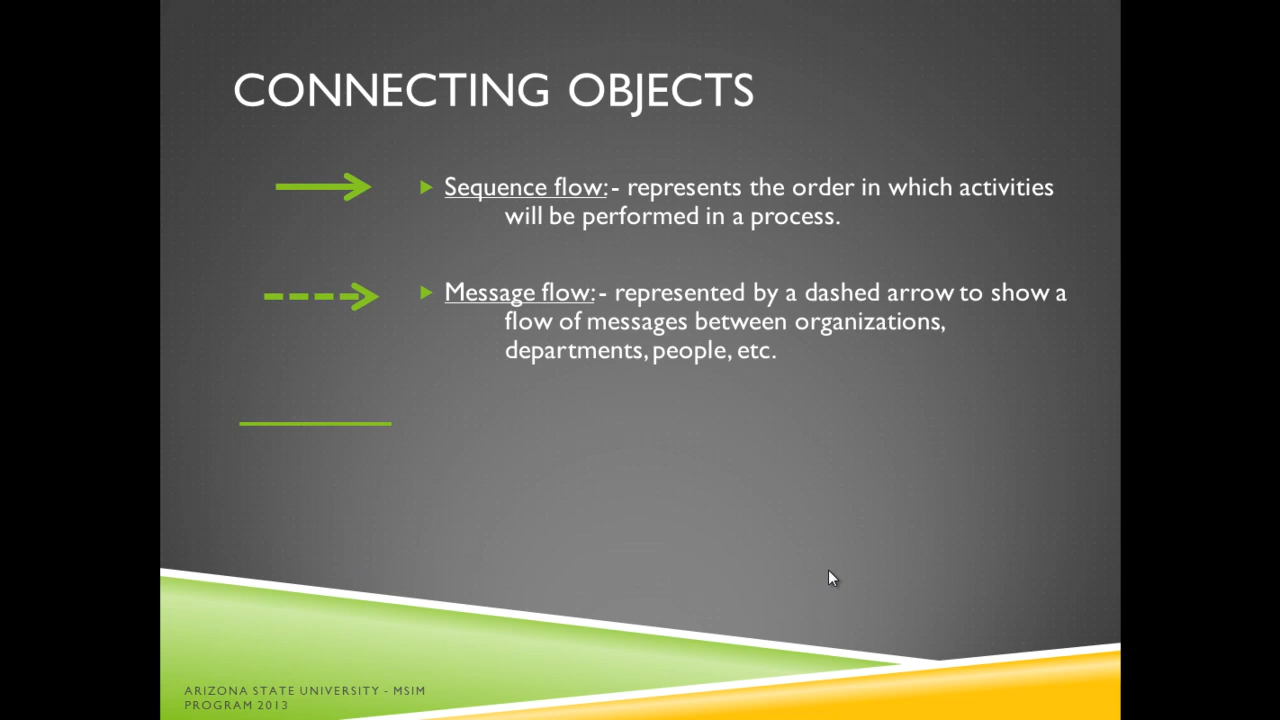 CONNECTING OBJECTS
Sequence flow:- represents the order in which activities
will be performed in a process.
Message flow:- represented by a dashed arrow to show a
flow of messages between organizations,
departments, people, etc.
ARIZONA STATE UNIVERSITY - MSIM
PROGRAM 2013